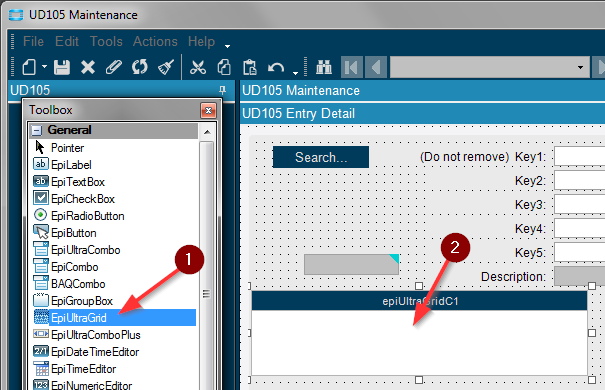 UD105 Maintenance
File Edit Tools Actions Help
UD105
UD105 Maintenance
UD105 Entry Detail
Toolbox
General
Pointer
EpiLabel
EpiTextBox
EpiCheckBox
EpiRadioButton
EpiButton
EpiUltraCombo
EpiCombo
BAQCombo
EpiGroupBox
EpiUltraGrid
EpiUltraComboPlus
EpiDateTimeEditor
EpiTimeEditor
EpiNumericEditor
1
Search...
(Do not remove) Key1:
Key2:
Key3:
Key4:
Key5:
Description:
2
epiUltraGridC1